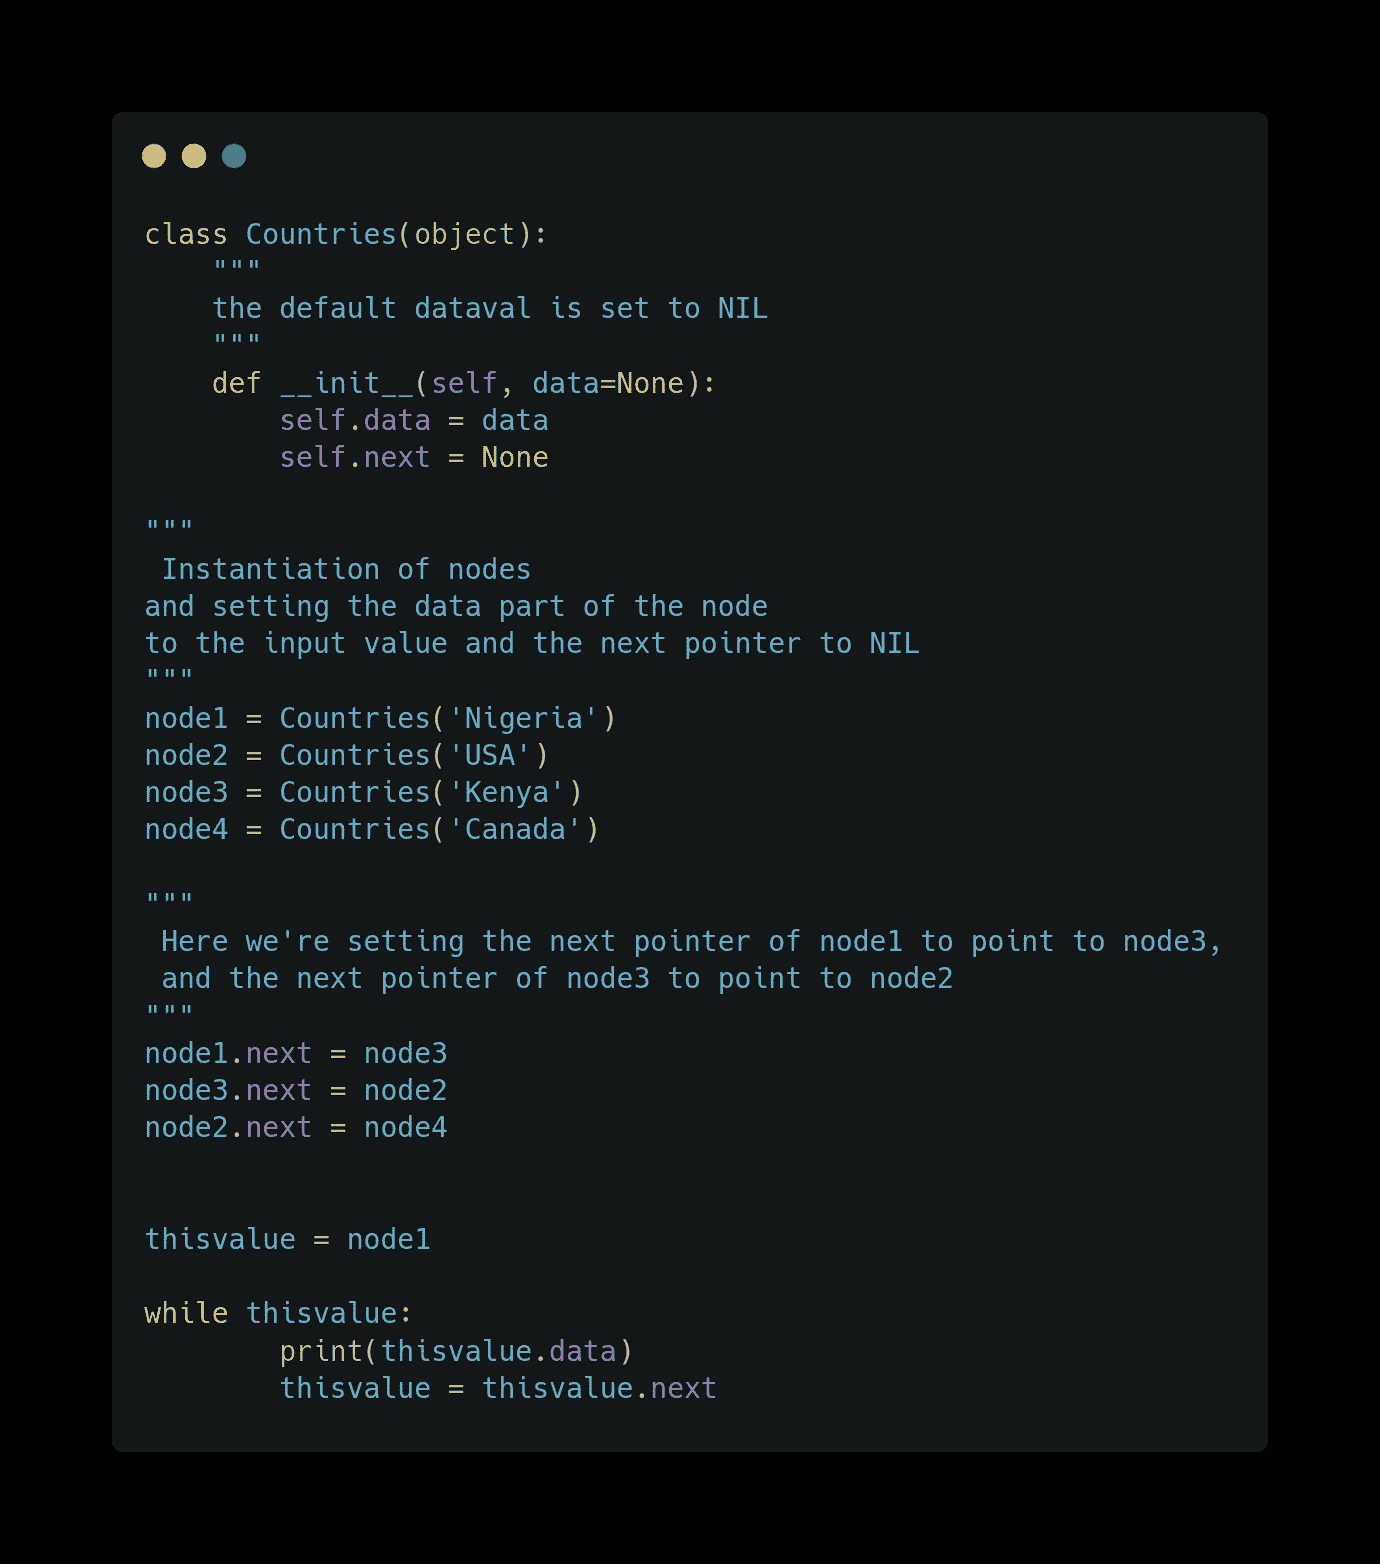 class Countries(object):
    """
    the default dataval is set to NIL
    """
    def __init__(self, data=None):
        self.data = data
        self.next = None
"""
 Instantiation of nodes
and setting the data part of the node
to the input value and the next pointer to NIL
"""
node1 = Countries('Nigeria')
node2 = Countries('USA')
node3 = Countries('Kenya')
node4 = Countries('Canada')
"""
 Here we're setting the next pointer of node1 to point to node3,
 and the next pointer of node3 to point to node2
"""
node1.next = node3
node3.next = node2
node2.next = node4
thisvalue = node1
while thisvalue:
        print(thisvalue.data)
        thisvalue = thisvalue.next